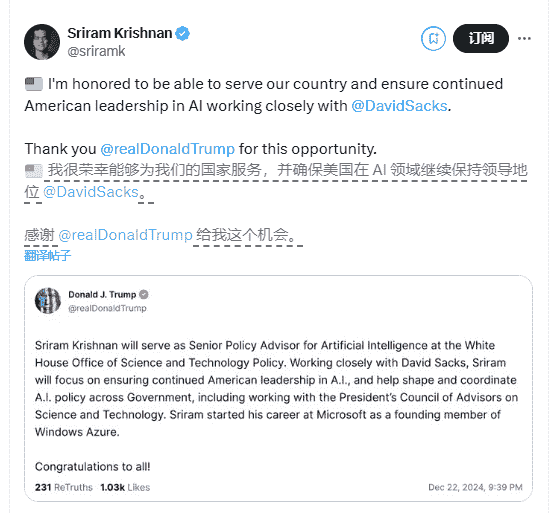 Sriram Krishnan
@sriramk
订阅
I'm honored to be able to serve our country and ensure continued
American leadership in AI working closely with @DavidSacks.
Thank you @realDonaldTrump for this opportunity.
我很荣幸能够为我们的国家服务，并确保美国在 AI 领域继续保持领导地
位 @DavidSacks。
感谢 @realDonaldTrump 给我这个机会。
翻译帖子
Donald J. Trump
@realDonaldTrump
Sriram Krishnan will serve as Senior Policy Advisor for Artificial Intelligence at the White
House Office of Science and Technology Policy. Working closely with David Sacks, Sriram
will focus on ensuring continued American leadership in A.I., and help shape and coordinate
A.I. policy across Government, including working with the President's Council of Advisors on
Science and Technology. Sriram started his career at Microsoft as a founding member of
Windows Azure.
Congratulations to all!
231 ReTruths 1.03k Likes Dec 22, 2024, 9:39 PM